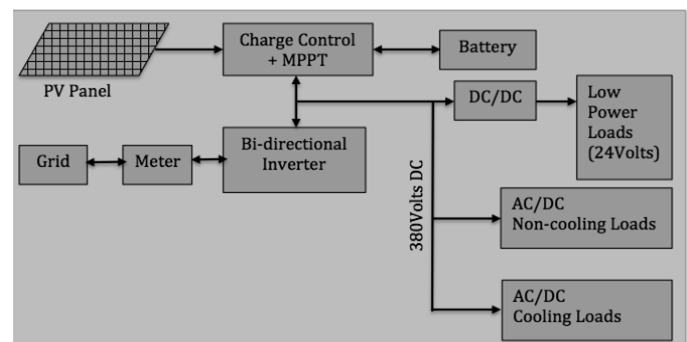 Charge Control
+ MPPT
Battery
PV Panel
DC/DC
Low
Power
Loads
(24Volts)
Bi-directional
Inverter
Grid
Meter
380Volts DC
AC/DC
Non-cooling Loads
AC/DC
Cooling Loads